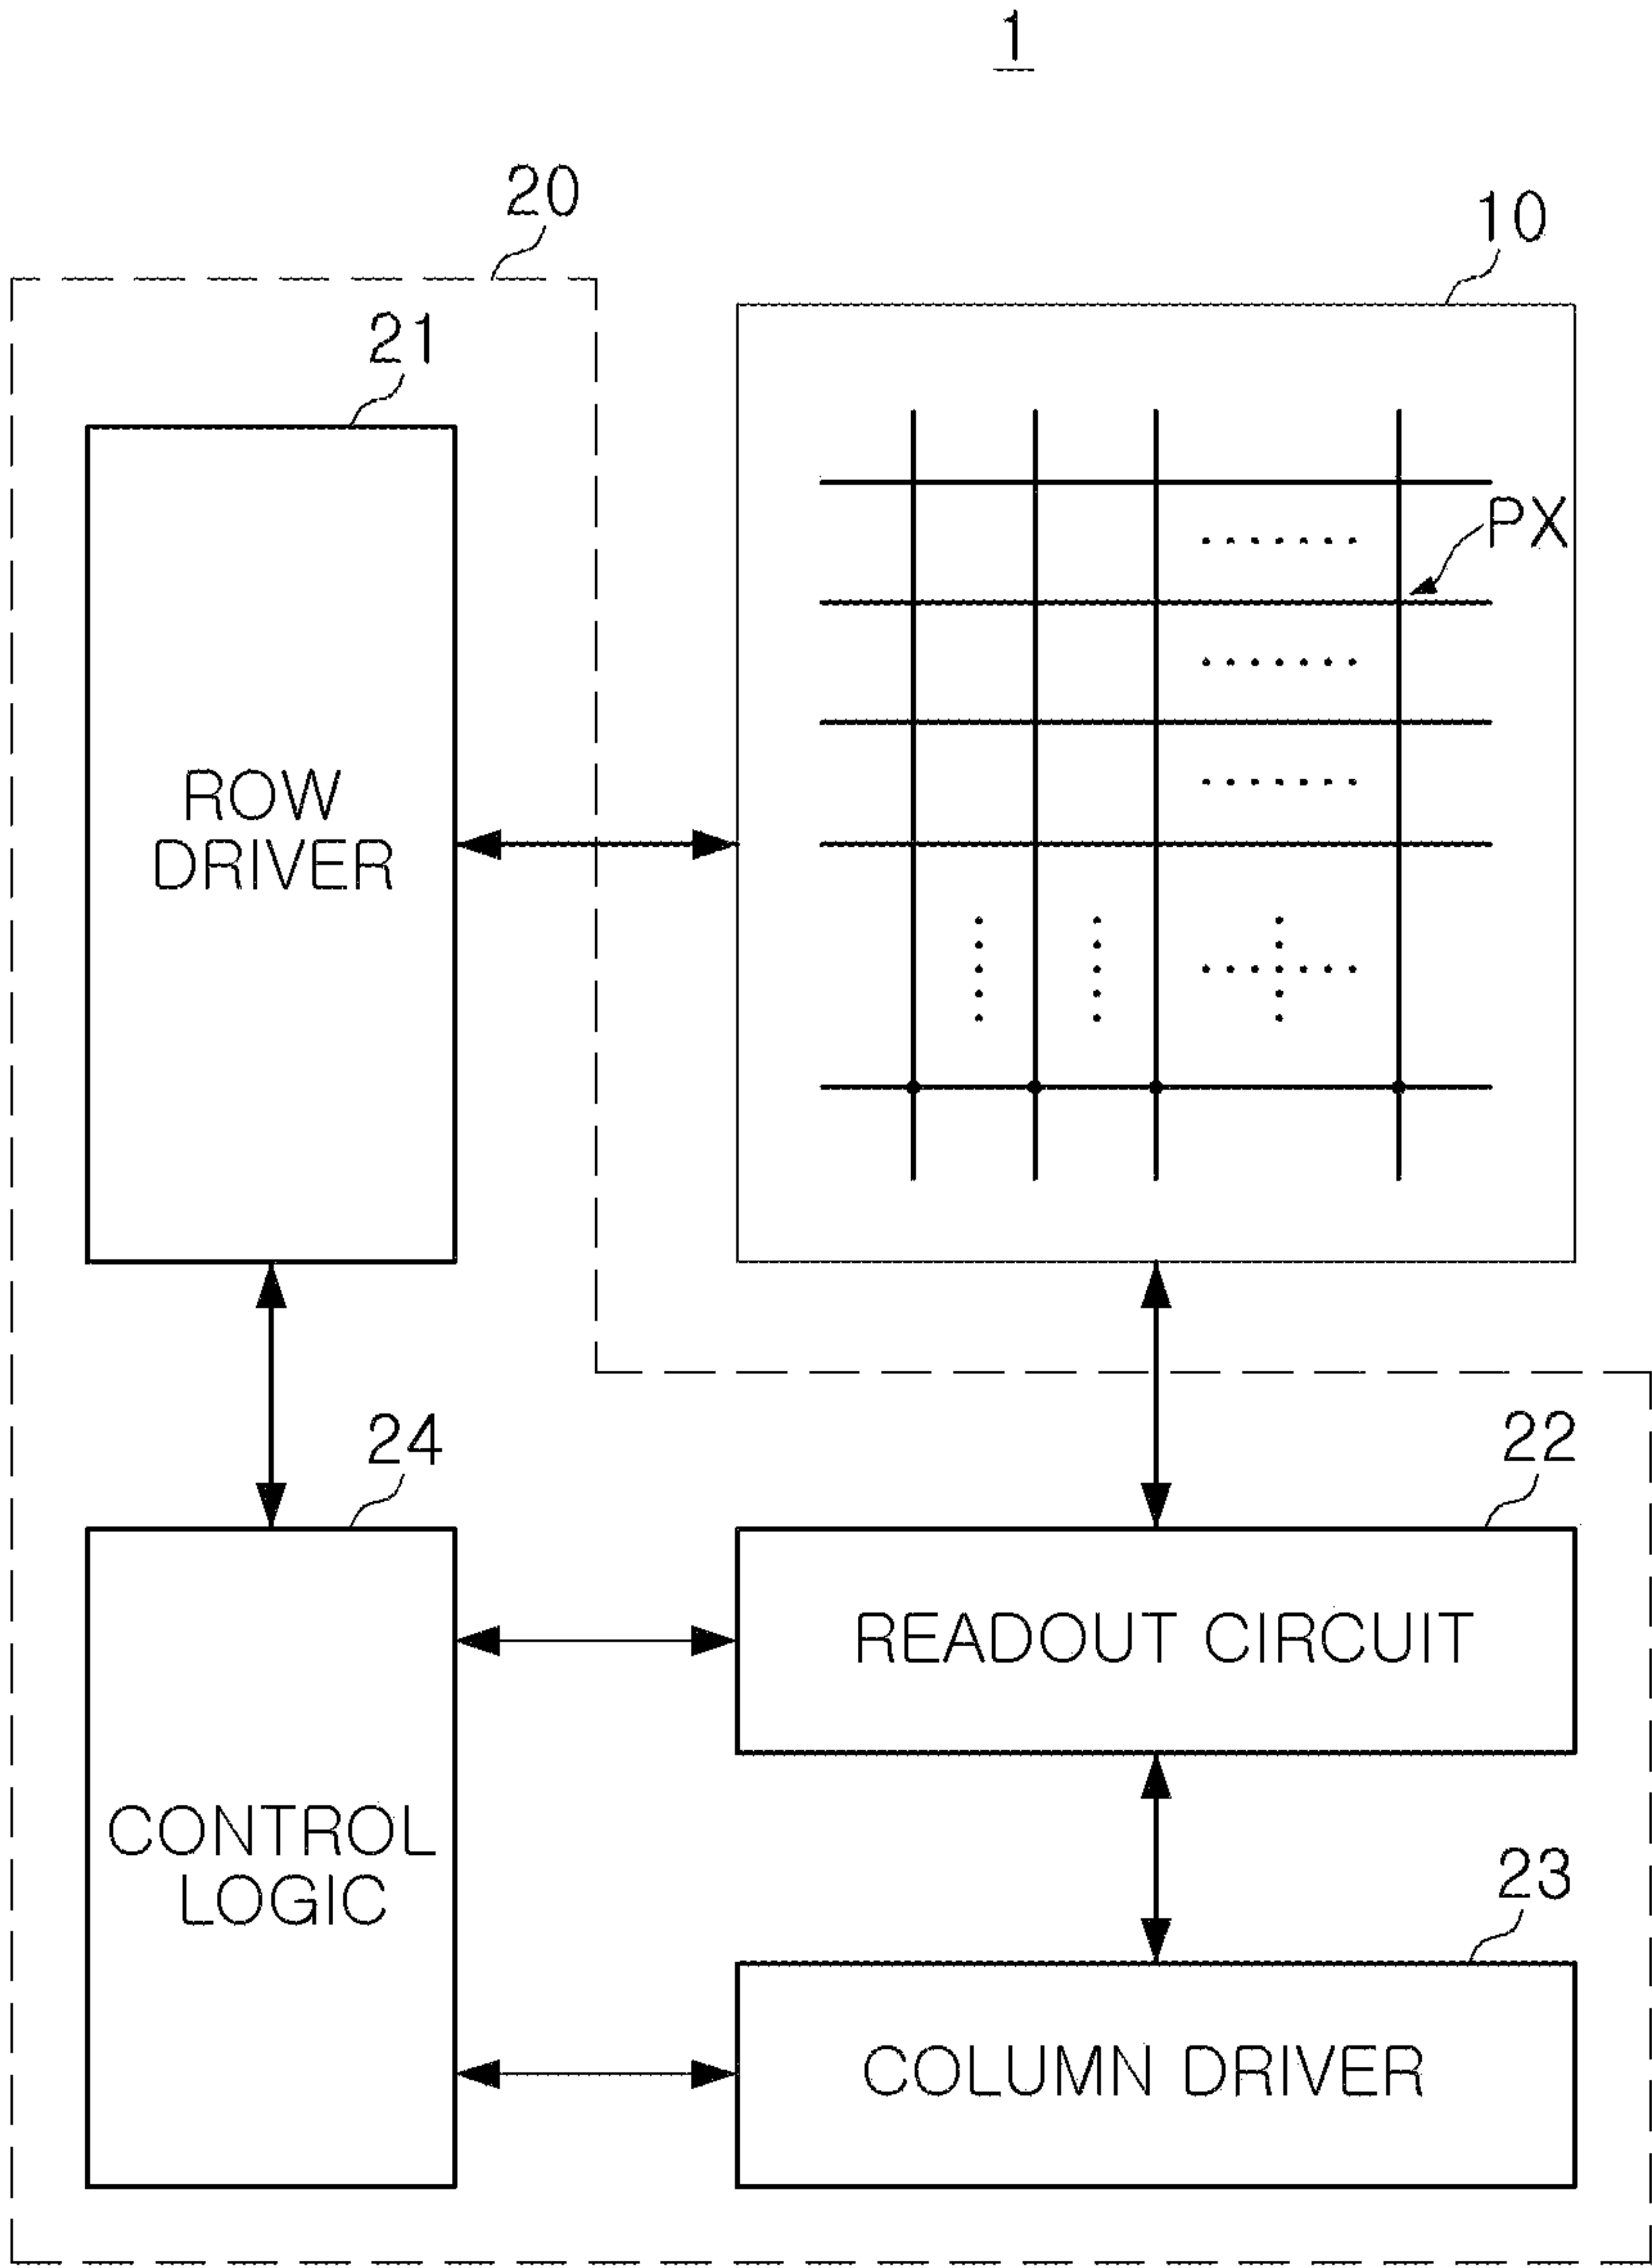 1
20
10
21
PX
ROW
DRIVER
24
22
READOUT CIRCUIT
CONTROL
LOGIC
23
COLUMN DRIVER